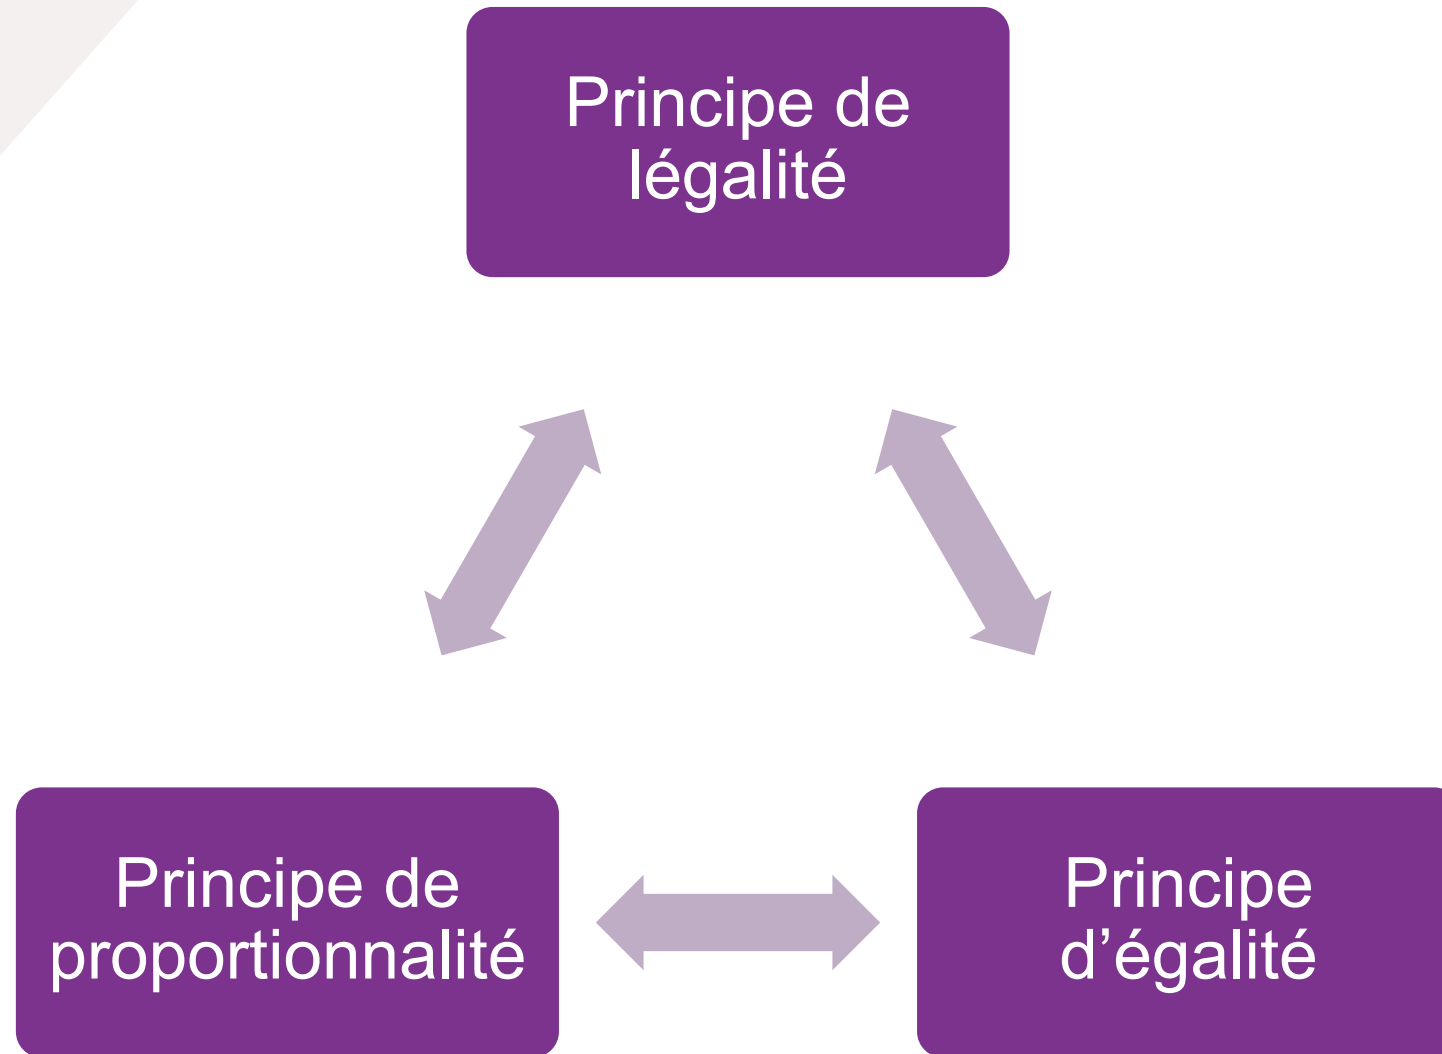 Principe de
légalité
Principe de
proportionnalité
Principe
d’égalité